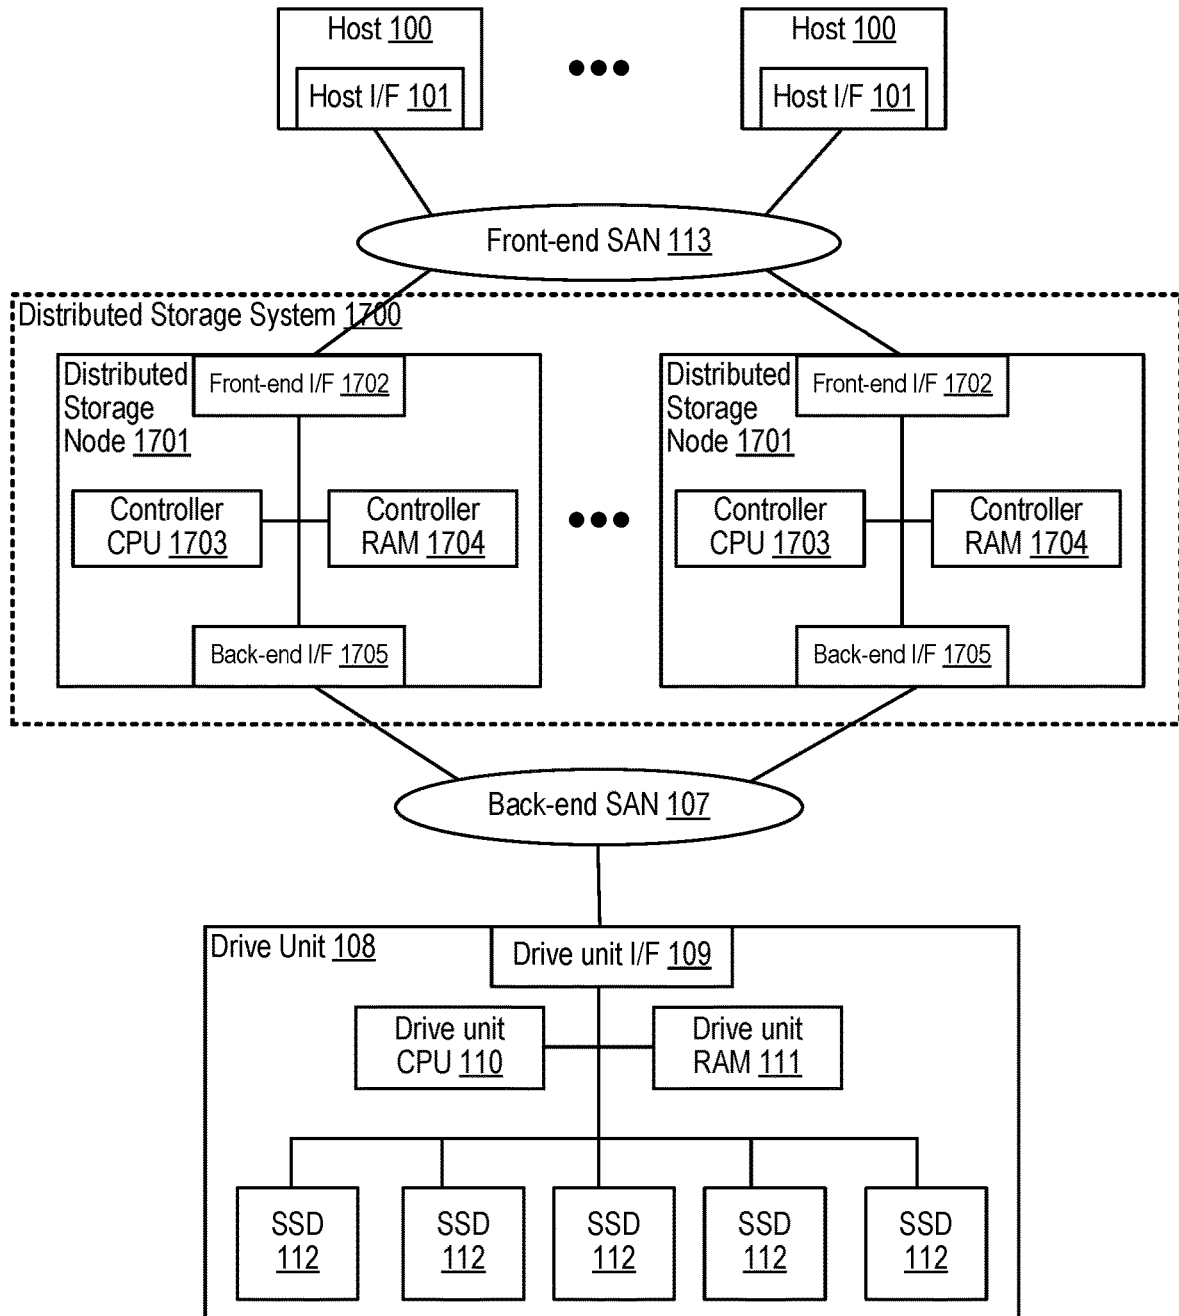 Host 100
Host I/F 101
Host 100
Host I/F 101
Front-end SAN 113
Distributed Storage System 1700
Distributed
Storage
Node 1701
Front-end I/F 1702
Controller
CPU 1703
Controller
RAM 1704
Back-end I/F 1705
Distributed
Storage
Node 1701
Front-end I/F 1702
Controller
CPU 1703
Controller
RAM 1704
Back-end I/F 1705
Back-end SAN 107
Drive Unit 108
Drive unit I/F 109
Drive unit
CPU 110
Drive unit
RAM 111
SSD
112
SSD
112
SSD
112
SSD
112
SSD
112